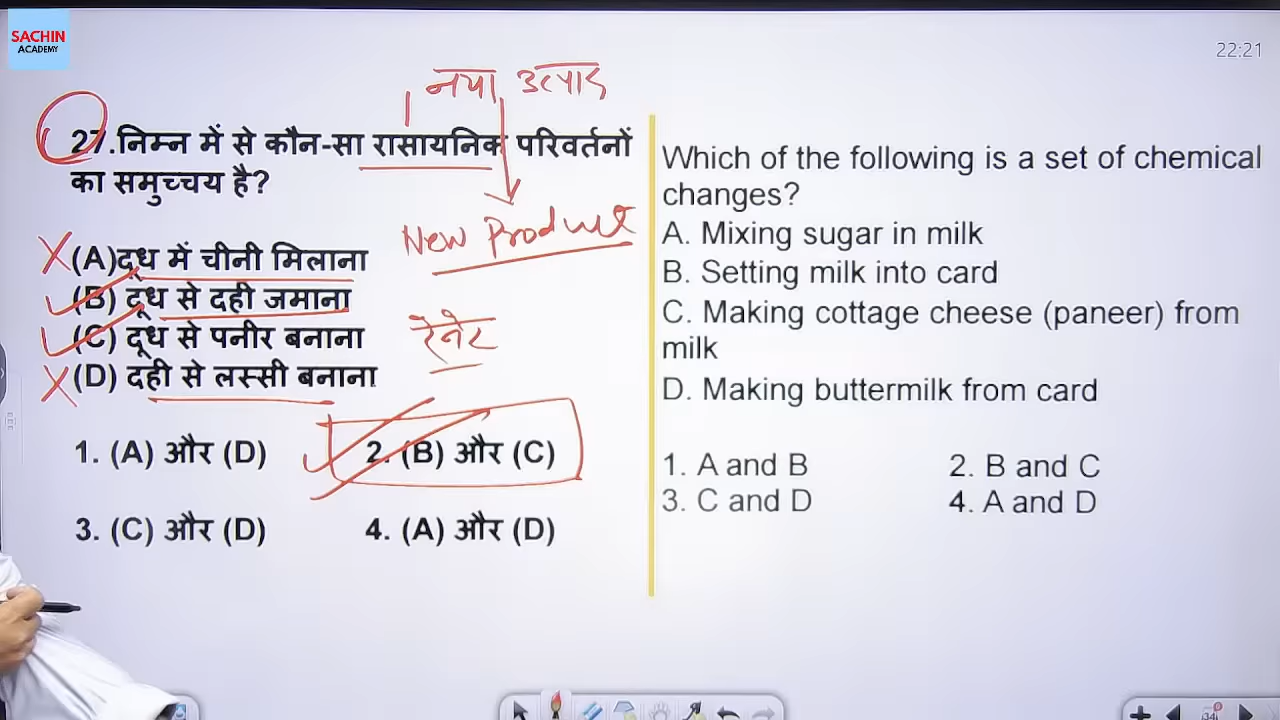 SACHIN
ACADEMY
22:21
नया उत्पाद
27.निम्न में से कौन-सा रासायनिक परिवर्तनों
का समुच्चय है?
New Product
(A)दूध में चीनी मिलाना
(B) दूध से दही जमाना
(C) दूध से पनीर बनाना
रेनेट
(D) दही से लस्सी बनाना
1. (A) और (D)
2. (B) और (C)
3. (C) और (D)
4. (A) और (D)
Which of the following is a set of chemical
changes?
A. Mixing sugar in milk
B. Setting milk into card
C. Making cottage cheese (paneer) from
milk
D. Making buttermilk from card
1. A and B
2. B and C
3. C and D
4. A and D